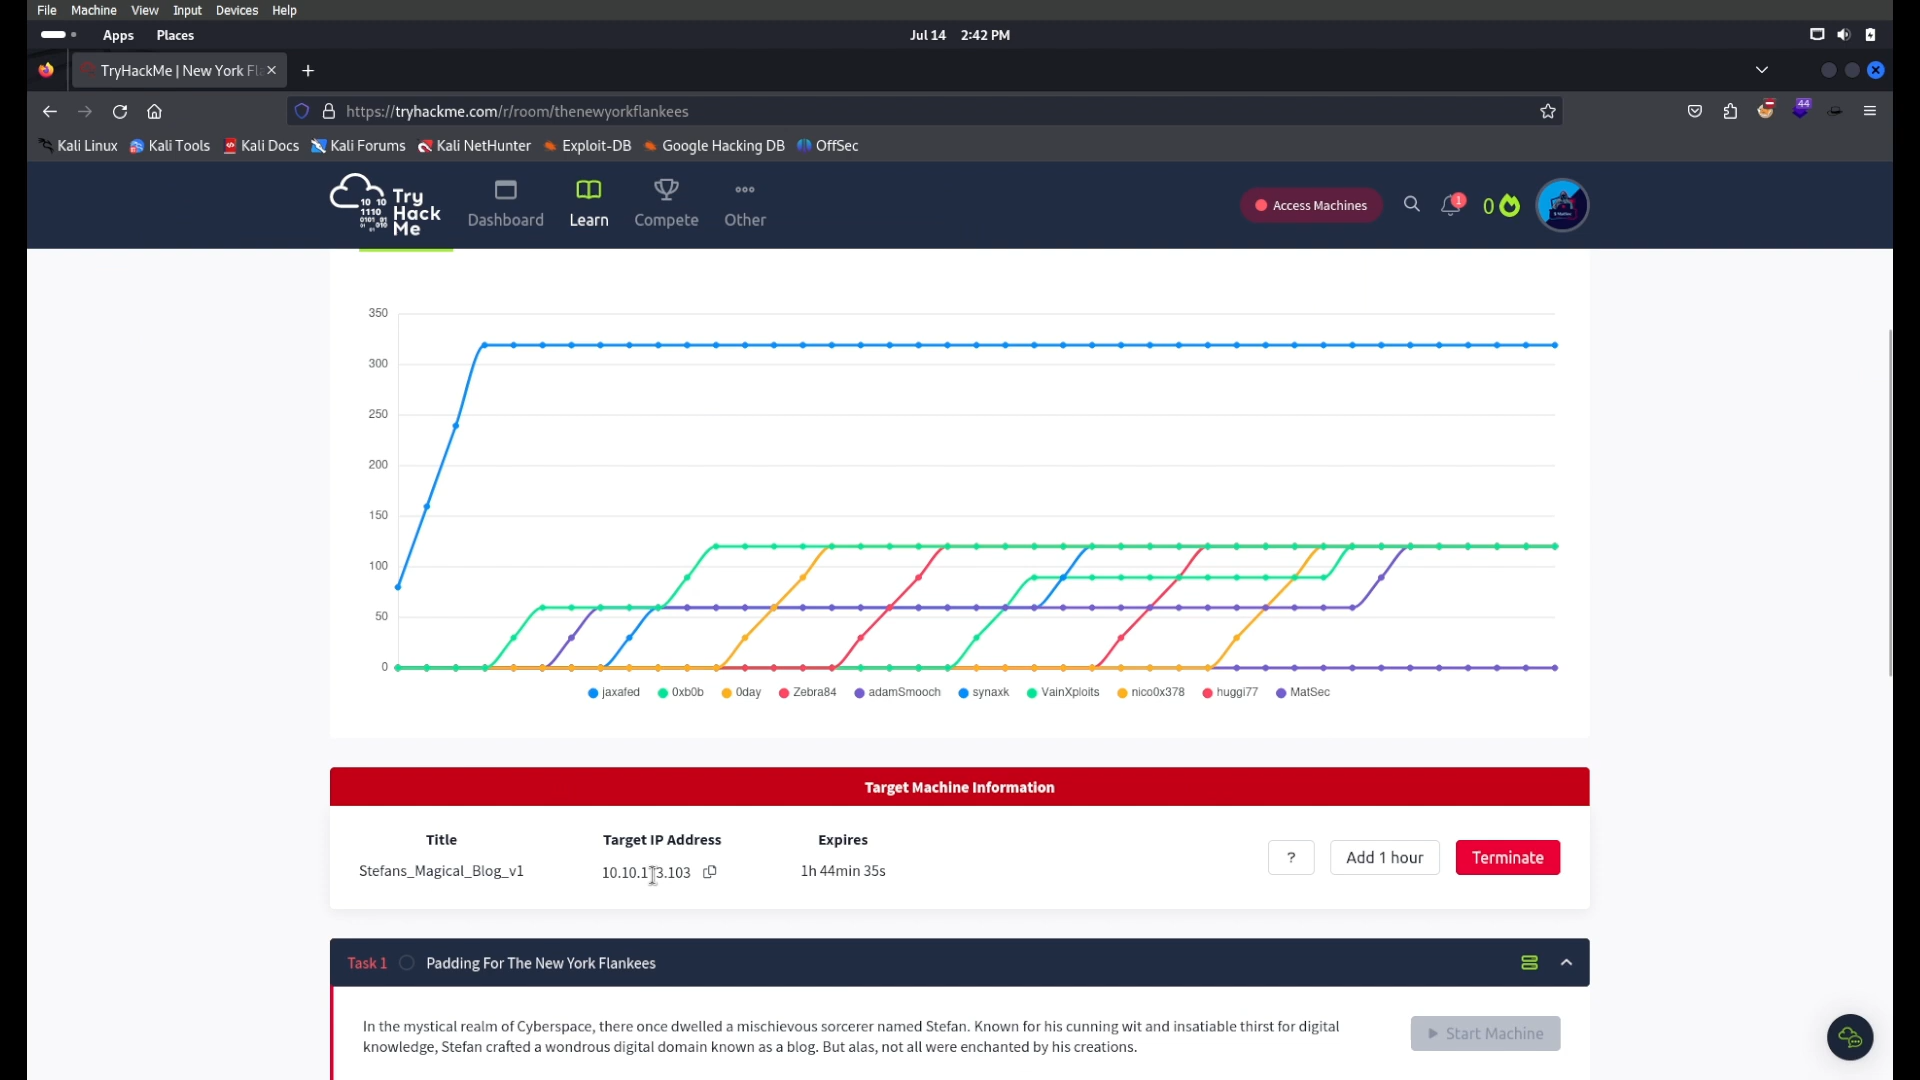 File Machine View Input Devices Help
Apps Places Jul 14 2:42 PM
TryHackMe | New York Fl
https://tryhackme.com/r/room/thenewyorkflankees
44
Kali Linux Kali Tools Kali Docs Kali Forums Kali NetHunter Exploit-DB Google Hacking DB OffSec
Try Hack Me
Dashboard Learn Compete Other
Access Machines 1 0
350
300
250
200
150
100
50
0
jaxafed 0xb0b 0day Zebra84 adamSmooch synaxk VainXploits nico0x378 huggi77 MatSec
Target Machine Information
Title Target IP Address Expires
Stefans_Magical_Blog_v1 1h 44min 35s
? Add 1 hour Terminate
Task 1 Padding For The New York Flankees
In the mystical realm of Cyberspace, there once dwelled a mischievous sorcerer named Stefan. Known for his cunning wit and insatiable thirst for digital
knowledge, Stefan crafted a wondrous digital domain known as a blog. But alas, not all were enchanted by his creations.
Start Machine